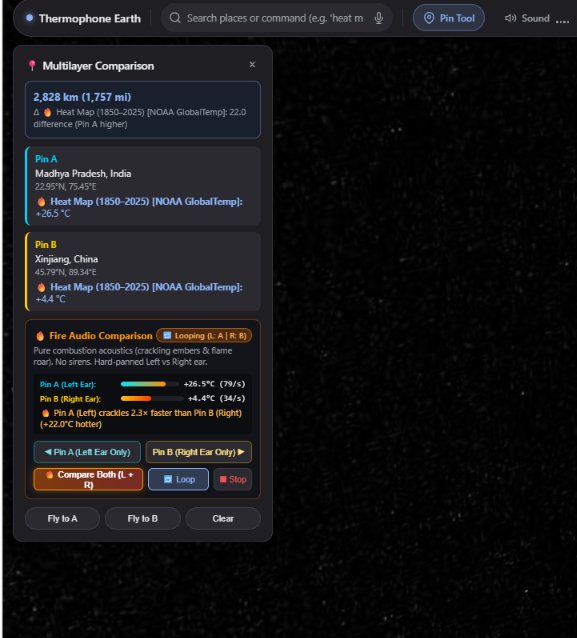 Thermophone Earth
Search places or command (e.g. 'heat m
Pin Tool
Sound ....
Multilayer Comparison ×
2,828 km (1,757 mi)
Δ 🔥 Heat Map (1850–2025) [NOAA GlobalTemp]: 22.0
difference (Pin A higher)
Pin A
Madhya Pradesh, India
22.95°N, 75.45°E
🔥 Heat Map (1850–2025) [NOAA GlobalTemp]:
+26.5 °C
Pin B
Xinjiang, China
45.79°N, 89.34°E
🔥 Heat Map (1850–2025) [NOAA GlobalTemp]:
+4.4 °C
🔥 Fire Audio Comparison 🔁 Looping (L: A | R: B)
Pure combustion acoustics (crackling embers & flame
roar). No sirens. Hard-panned Left vs Right ear.
Pin A (Left Ear): +26.5°C (79/s)
Pin B (Right Ear): +4.4°C (34/s)
🔥 Pin A (Left) crackles 2.3× faster than Pin B (Right)
(+22.0°C hotter)
◀ Pin A (Left Ear Only)
Pin B (Right Ear Only) ▶
🔥 Compare Both (L +
R)
🔁 Loop
Stop
Fly to A
Fly to B
Clear